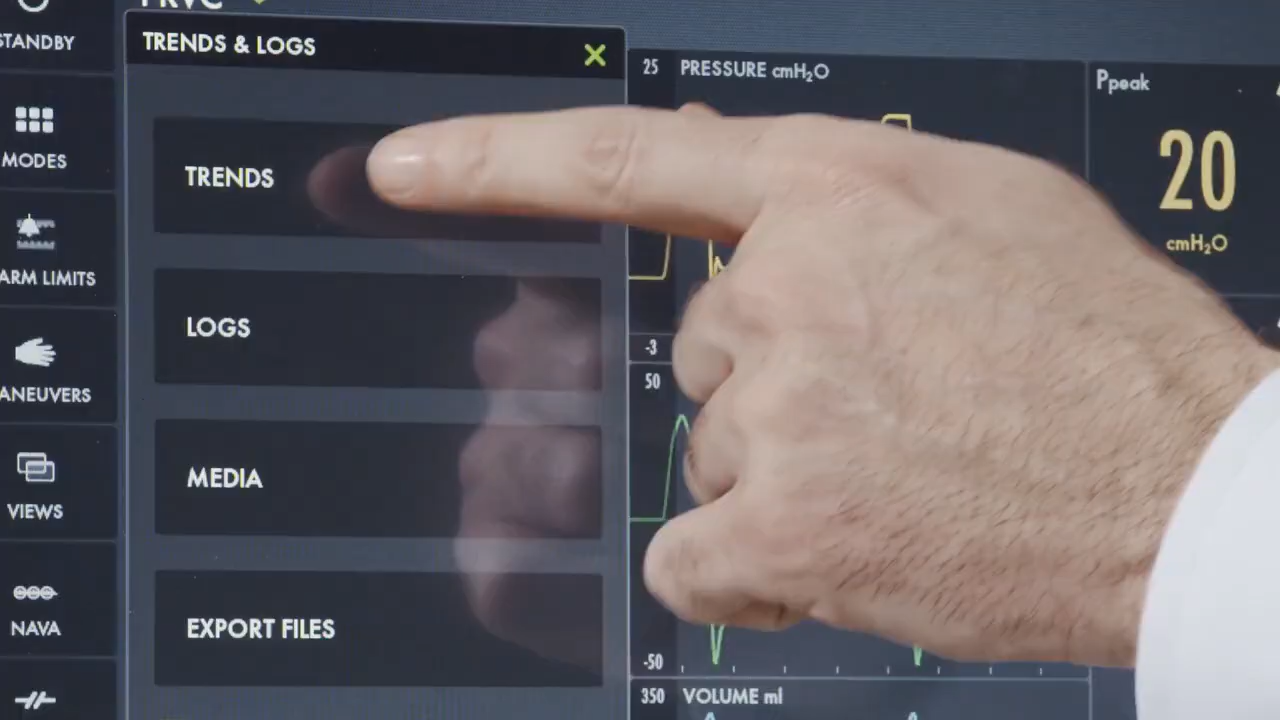 PRVC
STANDBY
MODES
ARM LIMITS
ANEUVERS
VIEWS
NAVA
TRENDS & LOGS
TRENDS
LOGS
MEDIA
EXPORT FILES
25
PRESSURE cmH₂O
-3
50
-50
350
VOLUME ml
Ppeak
20
cmH₂O